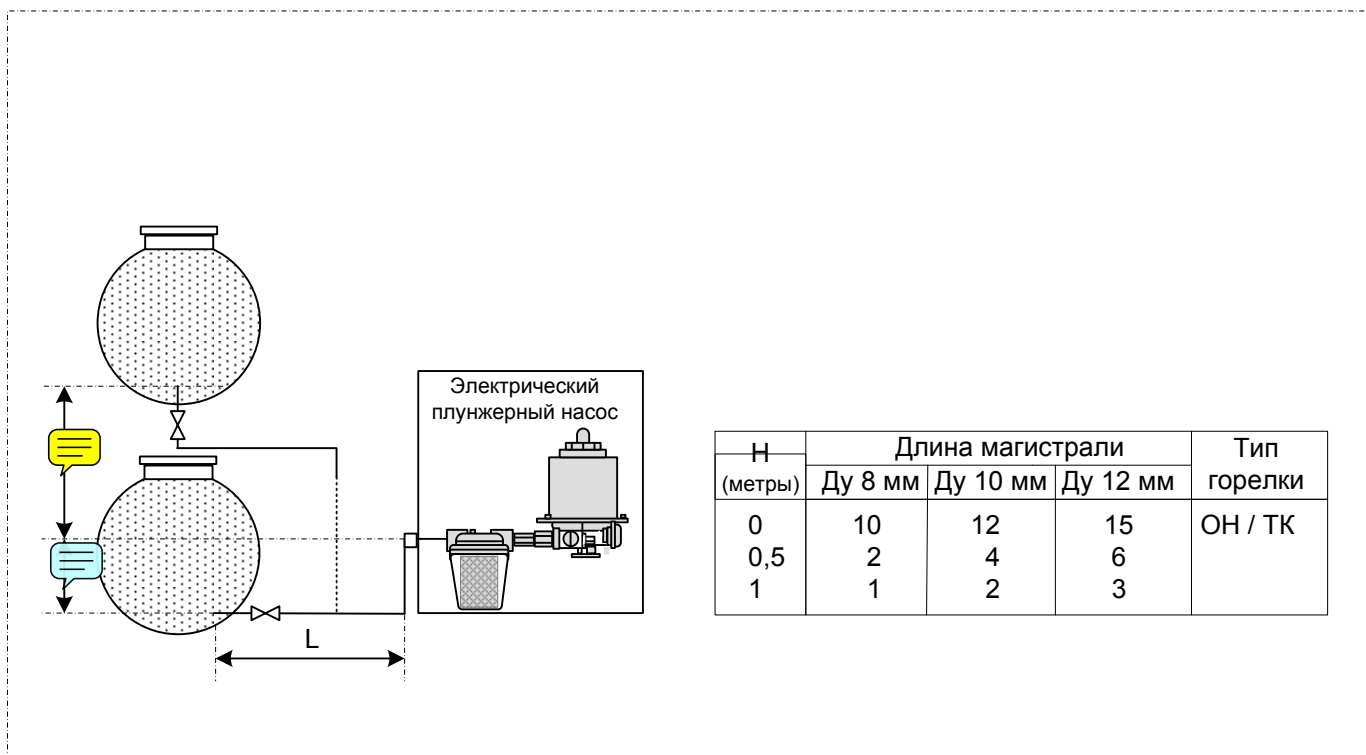 Электрический
плунжерный насос
L
H
(метры)
Длина магистрали
Ду 8 мм Ду 10 мм Ду 12 мм
Тип
горелки
0 10 12 15 ОН / ТК
0,5 2 4 6
1 1 2 3